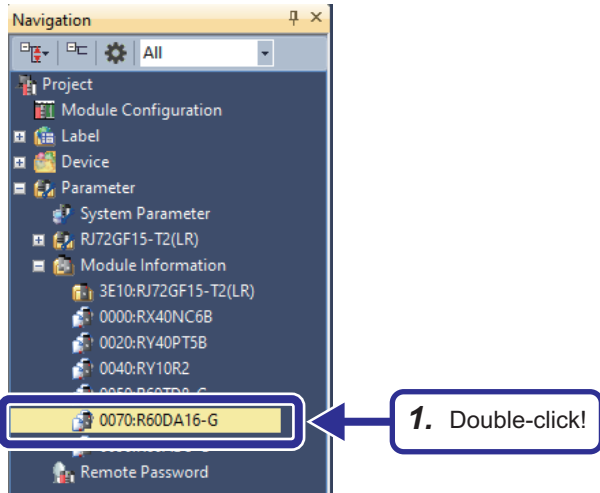 Navigation
All
Project
Module Configuration
Label
Device
Parameter
System Parameter
RJ72GF15-T2(LR)
Module Information
3E10:RJ72GF15-T2(LR)
0000:RX40NC6B
0020:RY40PT5B
0040:RY10R2
0070:R60DA16-G
1. Double-click!
Remote Password